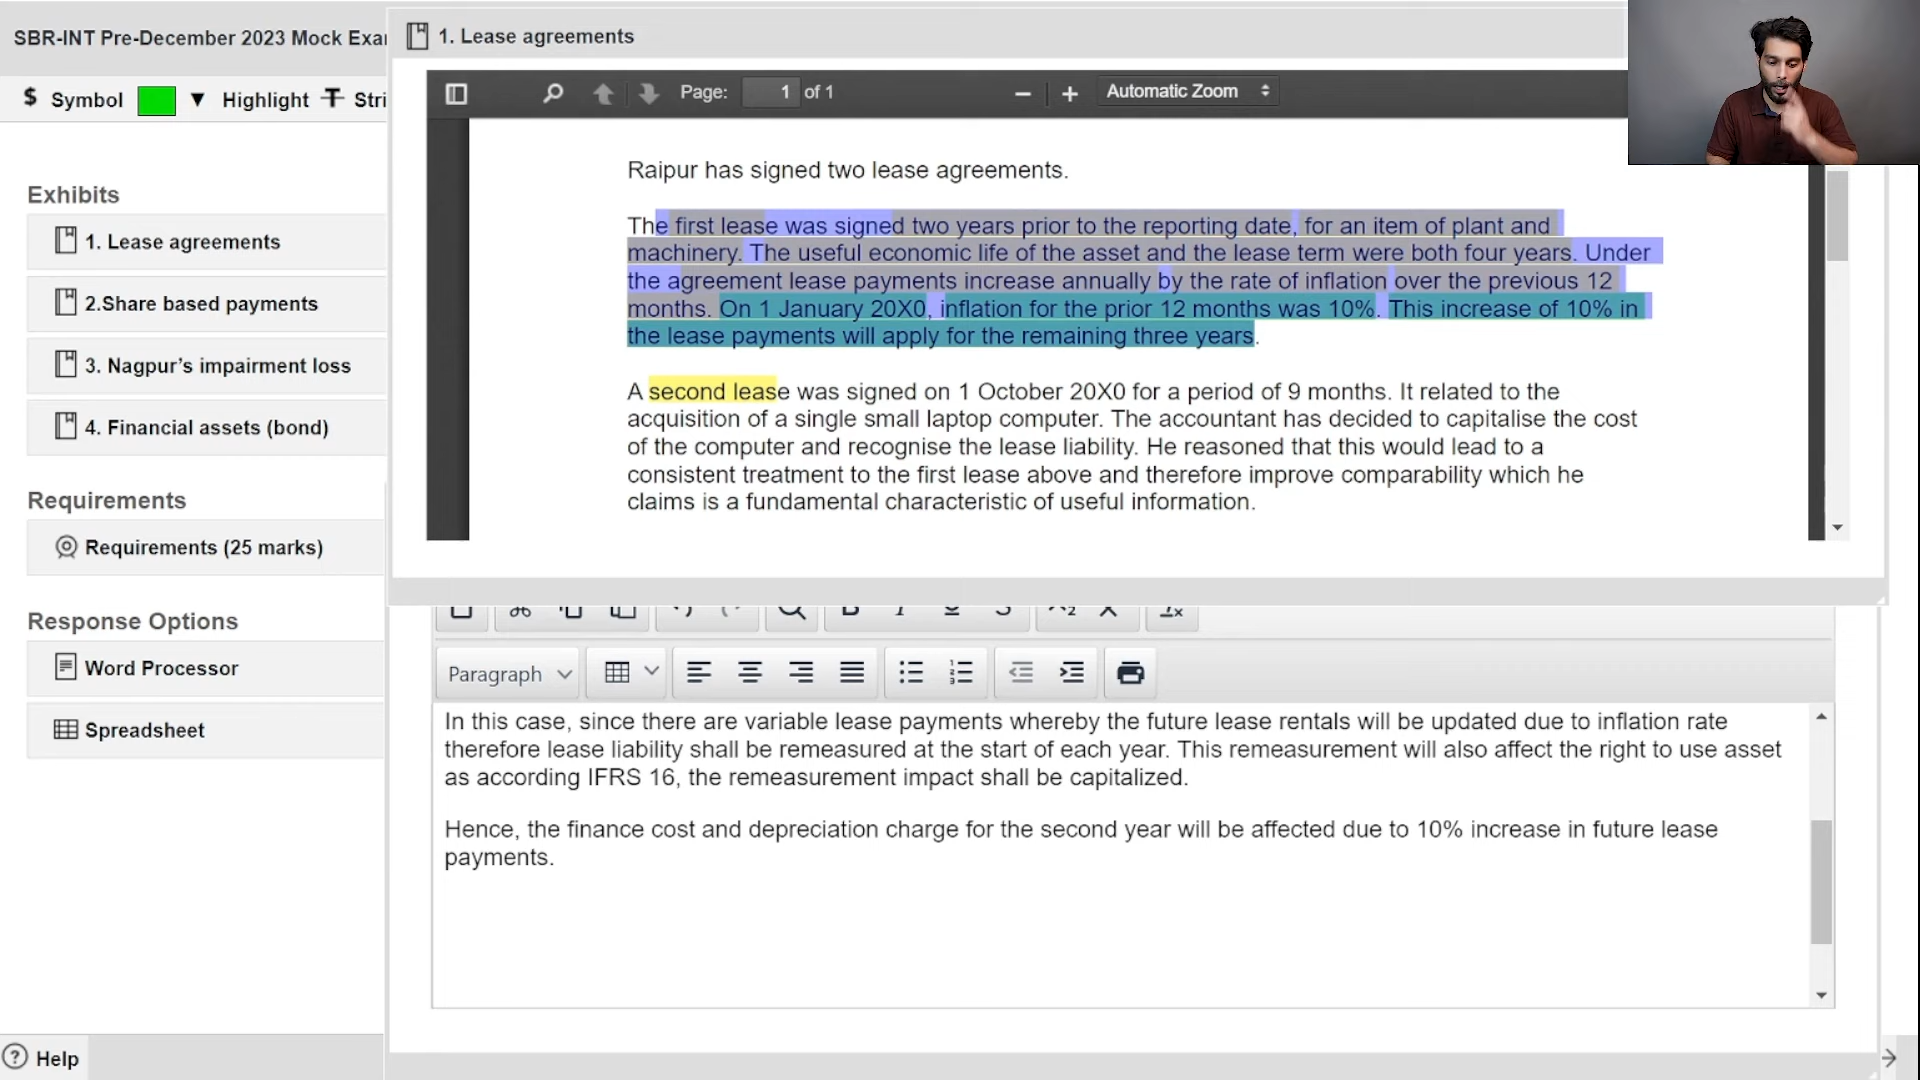 SBR-INT Pre-December 2023 Mock Exa
1. Lease agreements
$ Symbol
Highlight
Stri
Page: 1 of 1
Automatic Zoom
Exhibits
1. Lease agreements
2.Share based payments
3. Nagpur’s impairment loss
4. Financial assets (bond)
Requirements
Requirements (25 marks)
Response Options
Word Processor
Spreadsheet
Raipur has signed two lease agreements.
The first lease was signed two years prior to the reporting date, for an item of plant and
machinery. The useful economic life of the asset and the lease term were both four years. Under
the agreement lease payments increase annually by the rate of inflation over the previous 12
months. On 1 January 20X0, inflation for the prior 12 months was 10%. This increase of 10% in
the lease payments will apply for the remaining three years.
A second lease was signed on 1 October 20X0 for a period of 9 months. It related to the
acquisition of a single small laptop computer. The accountant has decided to capitalise the cost
of the computer and recognise the lease liability. He reasoned that this would lead to a
consistent treatment to the first lease above and therefore improve comparability which he
claims is a fundamental characteristic of useful information.
Paragraph
In this case, since there are variable lease payments whereby the future lease rentals will be updated due to inflation rate
therefore lease liability shall be remeasured at the start of each year. This remeasurement will also affect the right to use asset
as according IFRS 16, the remeasurement impact shall be capitalized.
Hence, the finance cost and depreciation charge for the second year will be affected due to 10% increase in future lease
payments.
Help